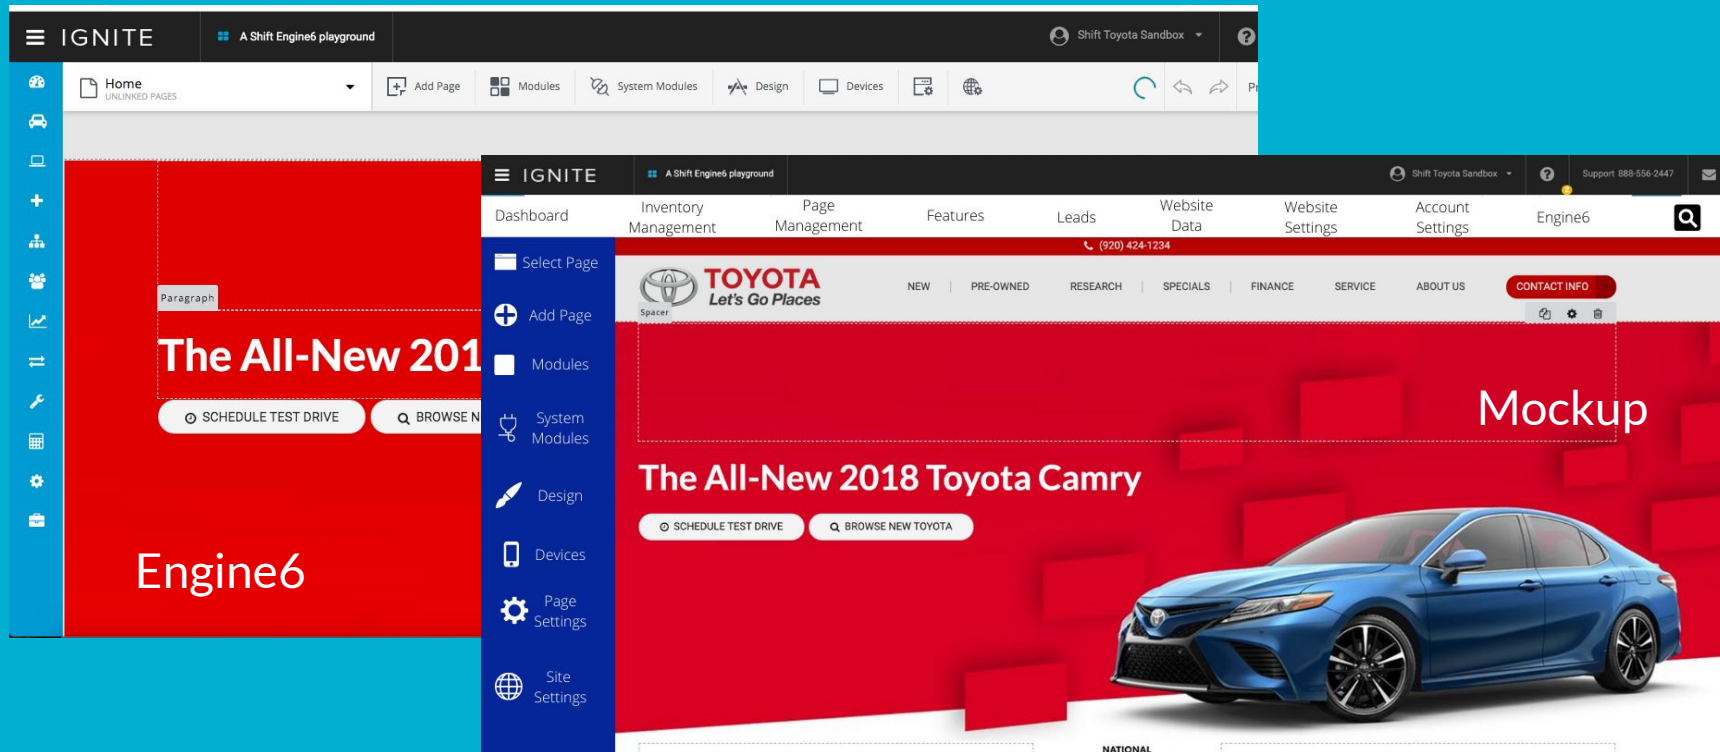 IGNITE
A Shift Engine6 playground
Shift Toyota Sandbox
Home
UNLINKED PAGES
Add Page
Modules
System Modules
Design
Devices
Paragraph
The All-New 201
SCHEDULE TEST DRIVE
BROWSE N
Engine6
IGNITE
A Shift Engine6 playground
Shift Toyota Sandbox
2
Support 888-556-2447
Dashboard
Inventory
Management
Page
Management
Features
Leads
Website
Data
Website
Settings
Account
Settings
Engine6
Select Page
Add Page
Modules
System
Modules
Design
Devices
Page
Settings
Site
Settings
(920) 424-1234
TOYOTA
Let's Go Places
NEW
PRE-OWNED
RESEARCH
SPECIALS
FINANCE
SERVICE
ABOUT US
CONTACT INFO
Spacer
Mockup
The All-New 2018 Toyota Camry
SCHEDULE TEST DRIVE
BROWSE NEW TOYOTA
NATIONAL